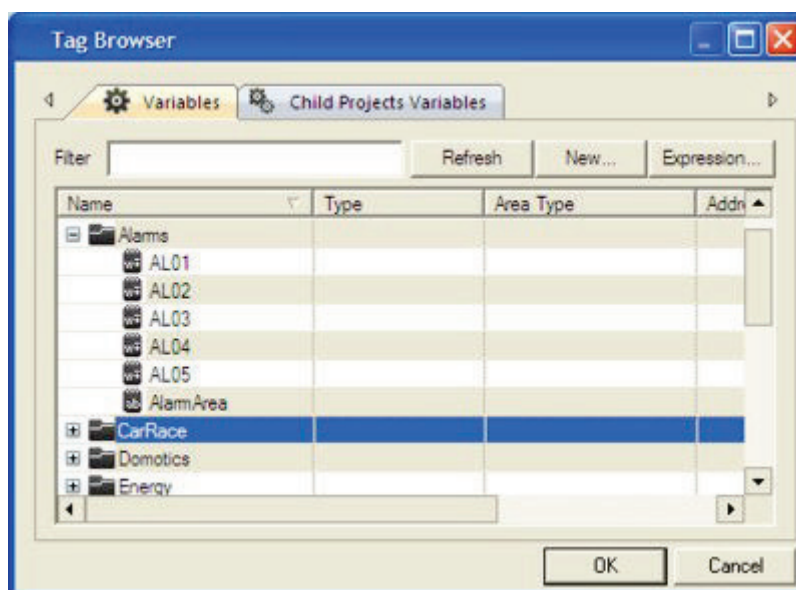 Tag Browser
Variables Child Projects Variables
Filter Refresh New... Expression...
Name Type Area Type Addr
Alarms
AL01
AL02
AL03
AL04
AL05
AlarmArea
CarRace
Domotics
Energy
OK Cancel